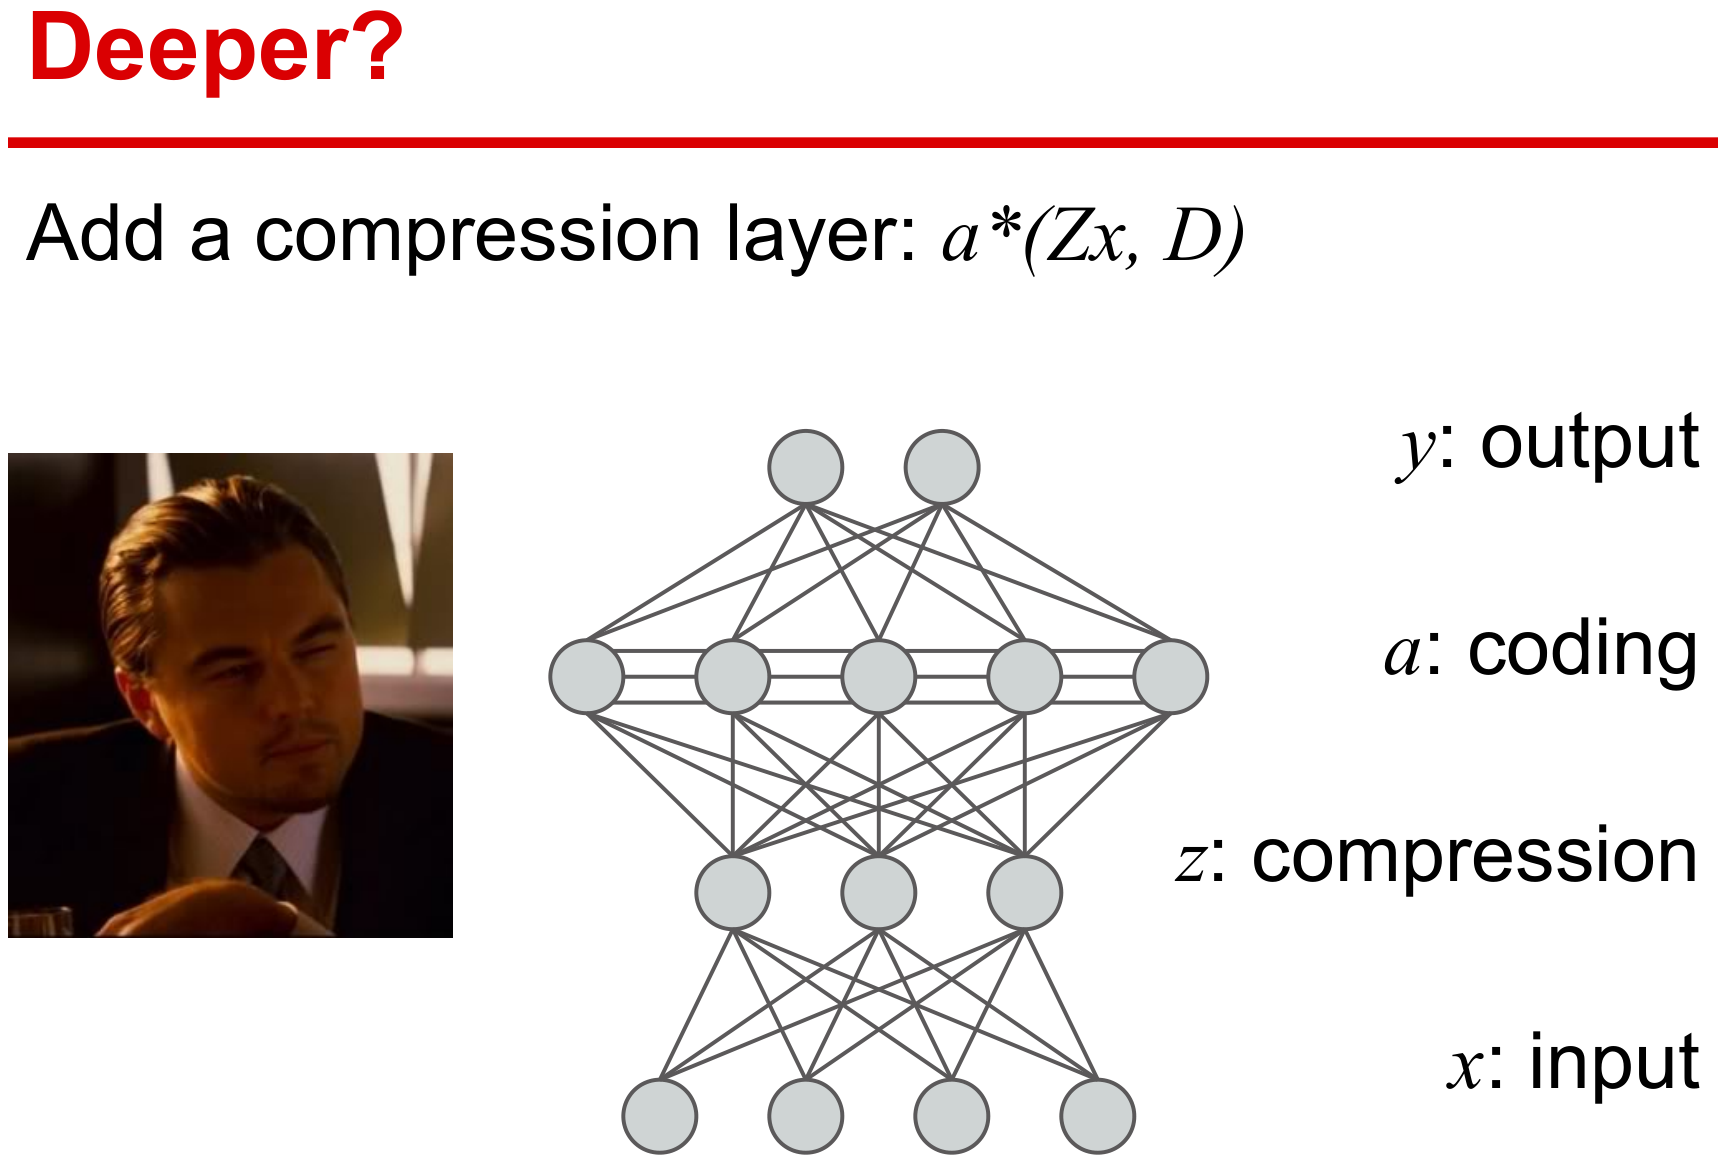 Deeper?
Add a compression layer: a*(Zx, D)
y: output
a: coding
z: compression
x: input